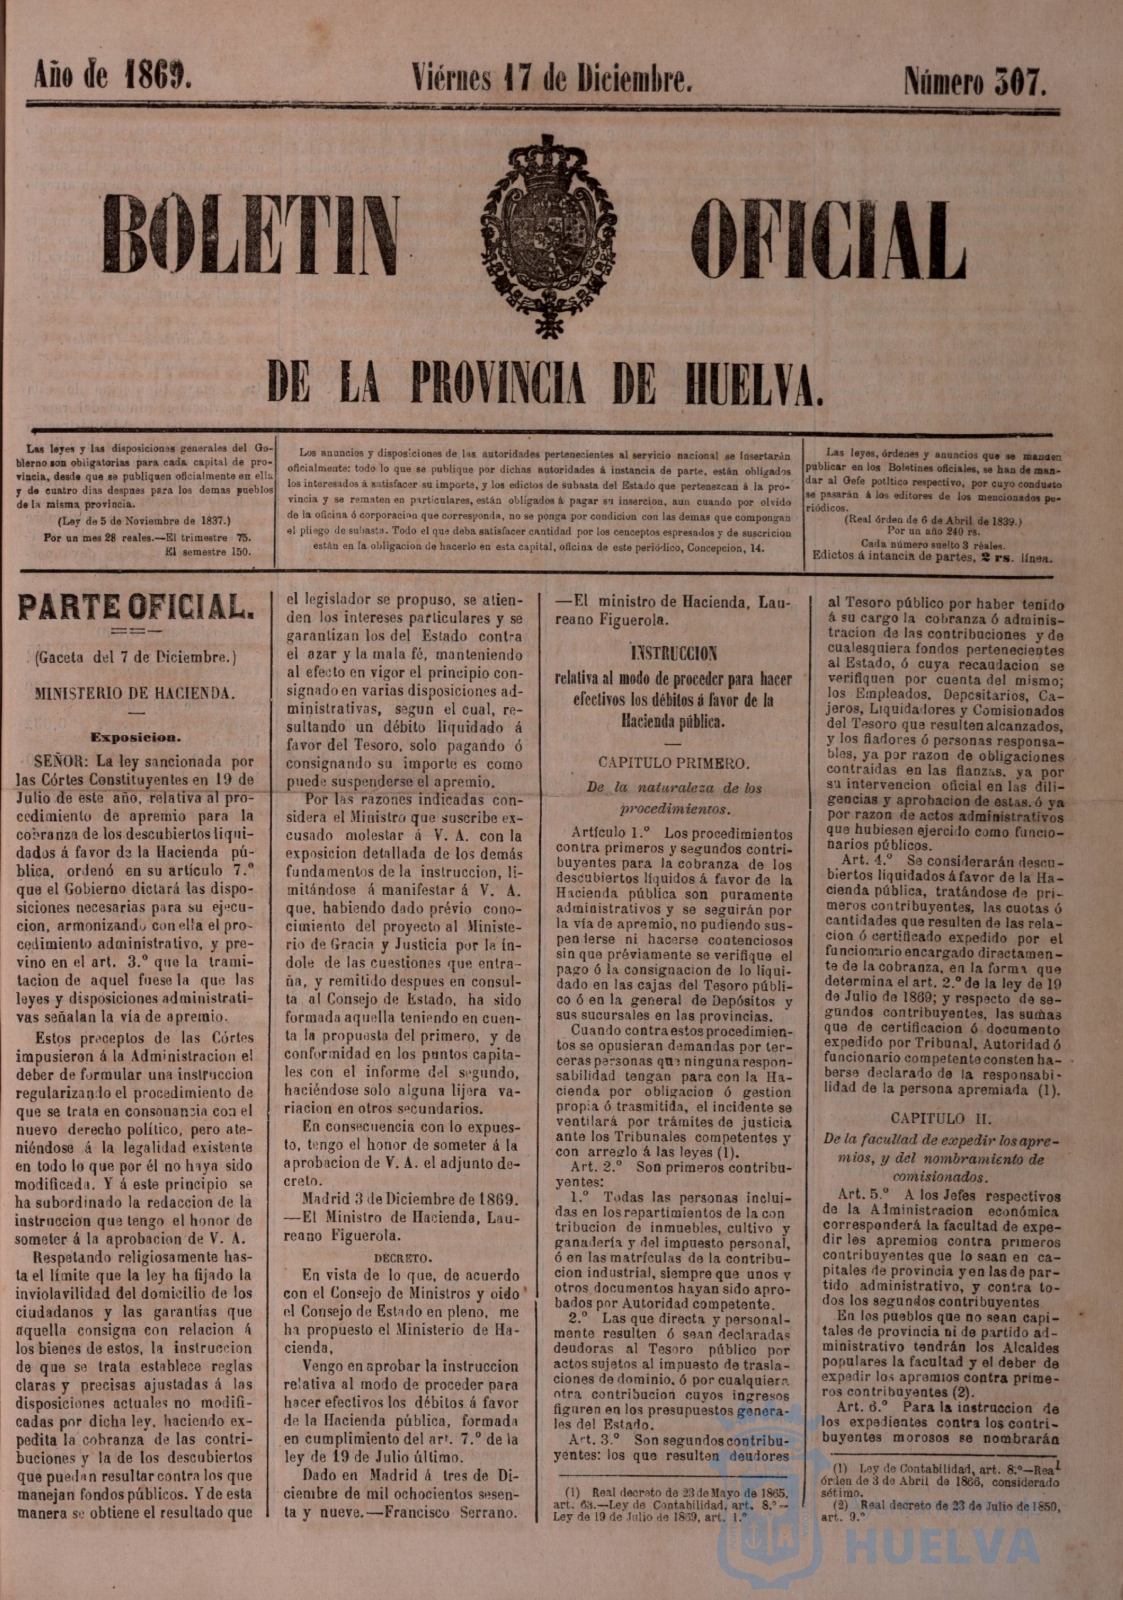 Año de 1869.
Viérnes 17 de Diciembre.
Número 307.
BOLETIN OFICIAL
DE LA PROVINCIA DE HUELVA.
Las leyes y las disposiciones generales del Go-
bierno son obligatorias para cada capital de pro-
vincia, desde que se publiquen oficialmente en ella
y de cuatro dias despues para los demas pueblos
de la misma provincia.
(Ley de 5 de Noviembre de 1837.)
Por un mes 28 reales.—El trimestre 75.
El semestre 150.
Los anuncios y disposiciones de las autoridades pertenecientes al servicio nacional se insertarán
oficialmente: todo lo que se publique por dichas autoridades á instancia de parte, están obligados
los interesados á satisfacer su importe, y los edictos de subasta del Estado que pertenezcan á la pro-
vincia y se rematen en particulares, están obligados á pagar su insercion, aun cuando por olvido
de la oficina ó corporacion que corresponda, no se ponga por condicion con las demas que compongan
el pliego de subasta. Todo el que deba satisfacer cantidad por los conceptos espresados y de suscricion
están en la obligacion de hacerlo en esta capital, oficina de este periódico, Concepcion, 14.
Las leyes, órdenes y anuncios que se manden
publicar en los Boletines oficiales, se han de man-
dar al Gefe político respectivo, por cuyo conducto
se pasarán á los editores de los mencionados pe-
riódicos.
(Real órden de 6 de Abril de 1839.)
Por un año 240 rs.
Cada número suelto 3 reales.
Edictos á intancia de partes, 2 rs. línea.
PARTE OFICIAL.
(Gaceta del 7 de Diciembre.)
MINISTERIO DE HACIENDA.
Exposicion.
SEÑOR: La ley sancionada por
las Córtes Constituyentes en 19 de
Julio de este año, relativa al pro-
cedimiento de apremio para la
cobranza de los descubiertos liqui-
dados á favor de la Hacienda pú-
blica, ordenó en su artículo 7.º
que el Gobierno dictará las dispo-
siciones necesarias para su ejecu-
cion, armonizando con ella el pro-
cedimiento administrativo, y pre-
vino en el art. 3.º que la trami-
tacion de aquel fuese la que las
leyes y disposiciones administrati-
vas señalan la vía de apremio.
Estos preceptos de las Córtes
impusieron á la Administracion el
deber de formular una instruccion
regularizando el procedimiento de
que se trata en consonancia con el
nuevo derecho político, pero ate-
niéndose á la legalidad existente
en todo lo que por él no haya sido
modificada. Y á este principio se
ha subordinado la redaccion de la
instruccion que tengo el honor de
someter á la aprobacion de V. A.
Respetando religiosamente has-
ta el límite que la ley ha fijado la
inviolavilidad del domicilio de los
ciudadanos y las garantías que
aquella consigna con relacion á
los bienes de estos, la instruccion
de que se trata establece reglas
claras y precisas ajustadas á las
disposiciones actuales no modifi-
cadas por dicha ley, haciendo ex-
pedita la cobranza de las contri-
buciones y la de los descubiertos
que puedan resultar contra los que
manejan fondos públicos. Y de esta
manera se obtiene el resultado que
el legislador se propuso, se atien-
den los intereses particulares y se
garantizan los del Estado contra
el azar y la mala fé, manteniendo
al efecto en vigor el principio con-
signado en varias disposiciones ad-
ministrativas, segun el cual, re-
sultando un débito liquidado á
favor del Tesoro, solo pagando ó
consignando su importe es como
puede suspenderse el apremio.
Por las razones indicadas con-
sidera el Ministro que suscribe ex-
cusado molestar á V. A. con la
exposicion detallada de los demás
fundamentos de la instruccion, li-
mitándose á manifestar á V. A.
que, habiendo dado prévio cono-
cimiento del proyecto al Ministe-
rio de Gracia y Justicia por la ín-
dole de las cuestiones que entra-
ña, y remitido despues en consul-
ta al Consejo de Estado, ha sido
formada aquella teniendo en cuen-
ta la propuesta del primero, y de
conformidad en los puntos capita-
les con el informe del segundo,
haciéndose solo alguna lijera va-
riacion en otros secundarios.
En consecuencia con lo expues-
to, tengo el honor de someter á la
aprobacion de V. A. el adjunto de-
creto.
Madrid 3 de Diciembre de 1869.
—El Ministro de Hacienda, Lau-
reano Figuerola.
DECRETO.
En vista de lo que, de acuerdo
con el Consejo de Ministros y oido
el Consejo de Estado en pleno, me
ha propuesto el Ministerio de Ha-
cienda,
Vengo en aprobar la instruccion
relativa al modo de proceder para
hacer efectivos los débitos á favor
de la Hacienda pública, formada
en cumplimiento del art. 7.º de la
ley de 19 de Julio último.
Dado en Madrid á tres de Di-
ciembre de mil ochocientos sesen-
ta y nueve.—Francisco Serrano.
—El ministro de Hacienda, Lau-
reano Figuerola.
INSTRUCCION
relativa al modo de proceder para hacer
efectivos los débitos á favor de la
Hacienda pública.
CAPITULO PRIMERO.
De la naturaleza de los
procedimientos.
Artículo 1.º Los procedimientos
contra primeros y segundos contri-
buyentes para la cobranza de los
descubiertos líquidos á favor de la
Hacienda pública son puramente
administrativos y se seguirán por
la vía de apremio, no pudiendo sus-
penderse ni hacerse contenciosos
sin que préviamente se verifique el
pago ó la consignacion de lo liqui-
dado en las cajas del Tesoro públi-
co ó en la general de Depósitos y
sus sucursales en las provincias.
Cuando contra estos procedimien-
tos se opusieran demandas por ter-
ceras personas que ninguna respon-
sabilidad tengan para con la Ha-
cienda por obligacion ó gestion
propia ó trasmitida, el incidente se
ventilará por trámites de justicia
ante los Tribunales competentes y
con arreglo á las leyes (1).
Art. 2.º Son primeros contribu-
yentes:
1.º Todas las personas inclui-
das en los repartimientos de la con
tribucion de inmuebles, cultivo y
ganadería y del impuesto personal,
ó en las matrículas de la contribu-
cion industrial, siempre que unos y
otros documentos hayan sido apro-
bados por Autoridad competente.
2.º Las que directa y personal-
mente resulten ó sean declaradas
deudoras al Tesoro público por
actos sujetos al impuesto de trasla-
ciones de dominio, ó por cualquiera
otra contribucion cuyos ingresos
figuren en los presupuestos genera-
les del Estado.
Art. 3.º Son segundos contribu-
yentes: los que resulten deudores
(1) Real decreto de 23 de Mayo de 1865,
art. 63.—Ley de Contabilidad, art. 8.º—
Ley de 19 de Julio de 1869, art. 1.º
al Tesoro público por haber tenido
á su cargo la cobranza ó adminis-
tracion de las contribuciones y de
cualesquiera fondos pertenecientes
al Estado, ó cuya recaudacion se
verifiquen por cuenta del mismo;
los Empleados, Depositarios, Ca-
jeros, Liquidadores y Comisionados
del Tesoro que resulten alcanzados,
y los fiadores ó personas responsa-
bles, ya por razon de obligaciones
contraidas en las fianzas, ya por
su intervencion oficial en las dili-
gencias y aprobacion de estas, ó ya
por razon de actos administrativos
que hubiesen ejercido como funcio-
narios públicos.
Art. 4.º Se considerarán descu-
biertos liquidados á favor de la Ha-
cienda pública, tratándose de pri-
meros contribuyentes, las cuotas ó
cantidades que resulten de las rela-
cion ó certificado expedido por el
funcionario encargado directamen-
te de la cobranza, en la forma que
determina el art. 2.º de la ley de 19
de Julio de 1869; y respecto de se-
gundos contribuyentes, las sumas
que de certificacion ó documento
expedido por Tribunal, Autoridad ó
funcionario competente consten ha-
berse declarado de la responsabi-
lidad de la persona apremiada (1).
CAPITULO II.
De la facultad de expedir los apre-
mios, y del nombramiento de
comisionados.
Art. 5.º A los Jefes respectivos
de la Administracion económica
corresponderá la facultad de expe-
dir les apremios contra primeros
contribuyentes que lo sean en ca-
pitales de provincia y en las de par-
tido administrativo, y contra to-
dos los segundos contribuyentes
En los pueblos que no sean capi-
tales de provincia ni de partido ad-
ministrativo tendrán los Alcaldes
populares la facultad y el deber de
expedir los apremios contra prime-
ros contribuyentes (2).
Art. 6.º Para la instruccion de
los expedientes contra los contri-
buyentes morosos se nombrarán
(1) Ley de Contabilidad, art. 8.º—Real
órden de 3 de Abril de 1866, considerado
sétimo.
(2) Real decreto de 23 de Julio de 1850,
art. 9.º
HUELVA